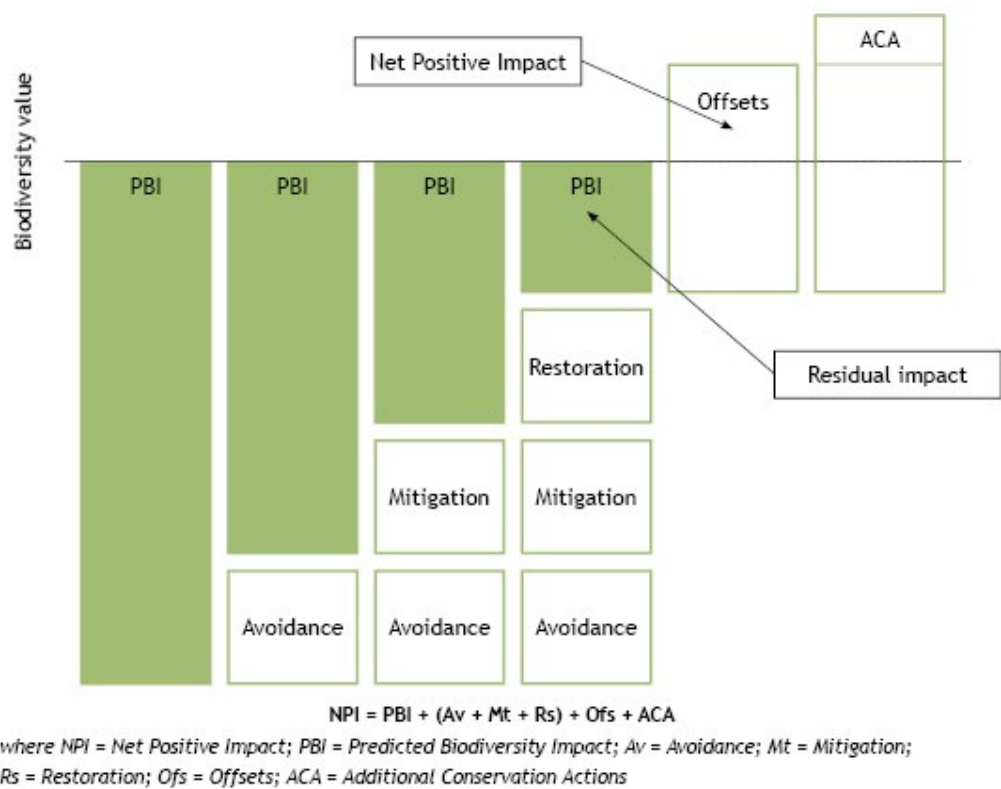 ACA
Net Positive Impact
Offsets
Biodiversity value
PBI PBI PBI PBI
Restoration
Residual impact
Mitigation Mitigation
Avoidance Avoidance Avoidance
NPI = PBI + (Av + Mt + Rs) + Ofs + ACA
where NPI = Net Positive Impact; PBI = Predicted Biodiversity Impact; Av = Avoidance; Mt = Mitigation;
Rs = Restoration; Ofs = Offsets; ACA = Additional Conservation Actions